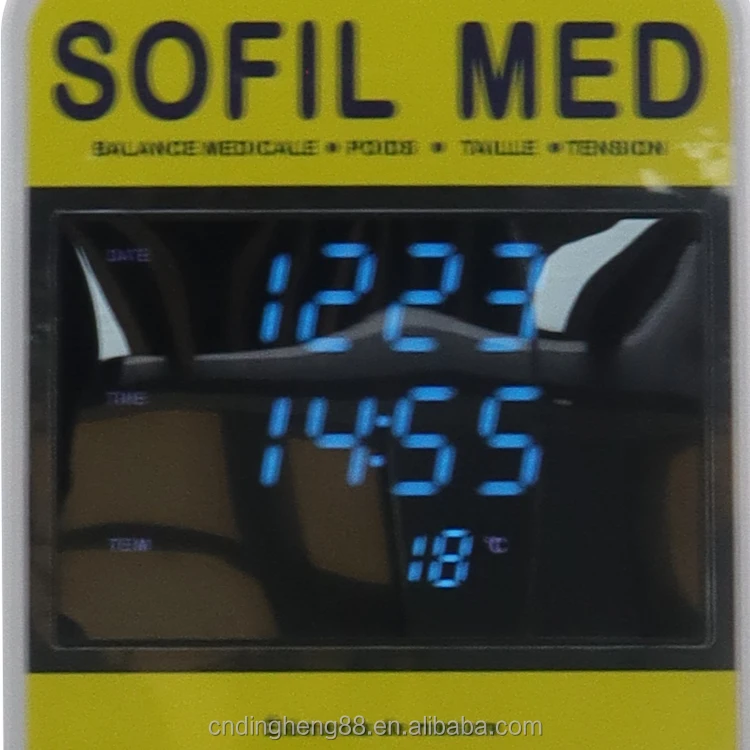 SOFIL MED
BALANCE MEDICALE • POIDS • TAILLE • TENSION
DATE
1223
TIME
14:55
TEM
18 °C
cndingheng88.en.alibaba.com